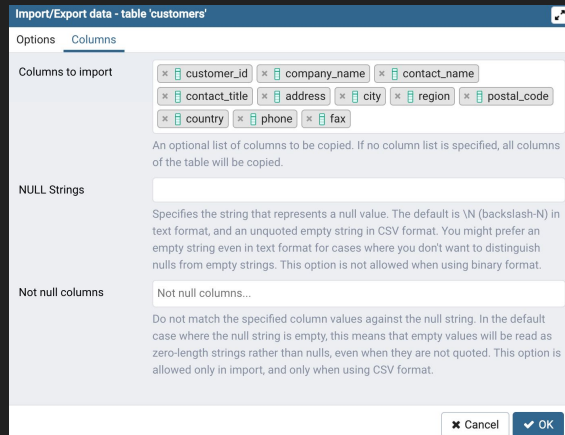 Import/Export data - table 'customers'
Options Columns
Columns to import
× customer_id × company_name × contact_name
× contact_title × address × city × region × postal_code
× country × phone × fax
An optional list of columns to be copied. If no column list is specified, all columns
of the table will be copied.
NULL Strings
Specifies the string that represents a null value. The default is \N (backslash-N) in
text format, and an unquoted empty string in CSV format. You might prefer an
empty string even in text format for cases where you don't want to distinguish
nulls from empty strings. This option is not allowed when using binary format.
Not null columns
Not null columns...
Do not match the specified column values against the null string. In the default
case where the null string is empty, this means that empty values will be read as
zero-length strings rather than nulls, even when they are not quoted. This option is
allowed only in import, and only when using CSV format.
× Cancel ✔ OK